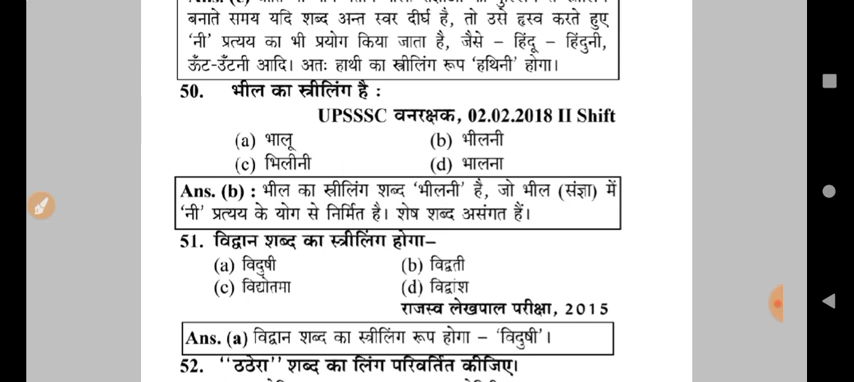 बनाते समय यदि शब्द अन्त स्वर दीर्घ है, तो उसे हृस्व करते हुए
‘नी’ प्रत्यय का भी प्रयोग किया जाता है, जैसे – हिंदू – हिंदुनी,
ऊँट-उँटनी आदि। अतः हाथी का स्त्रीलिंग रूप ‘हथिनी’ होगा।
50. भील का स्त्रीलिंग है :
UPSSSC वनरक्षक, 02.02.2018 II Shift
(a) भालू (b) भीलनी
(c) भिलीनी (d) भालना
Ans. (b) : भील का स्त्रीलिंग शब्द ‘भीलनी’ है, जो भील (संज्ञा) में
‘नी’ प्रत्यय के योग से निर्मित है। शेष शब्द असंगत हैं।
51. विद्वान शब्द का स्त्रीलिंग होगा–
(a) विदुषी (b) विद्वती
(c) विद्योतमा (d) विद्वांश
राजस्व लेखपाल परीक्षा, 2015
Ans. (a) विद्वान शब्द का स्त्रीलिंग रूप होगा – ‘विदुषी’।
52. ‘‘ठठेरा’’ शब्द का लिंग परिवर्तित कीजिए।